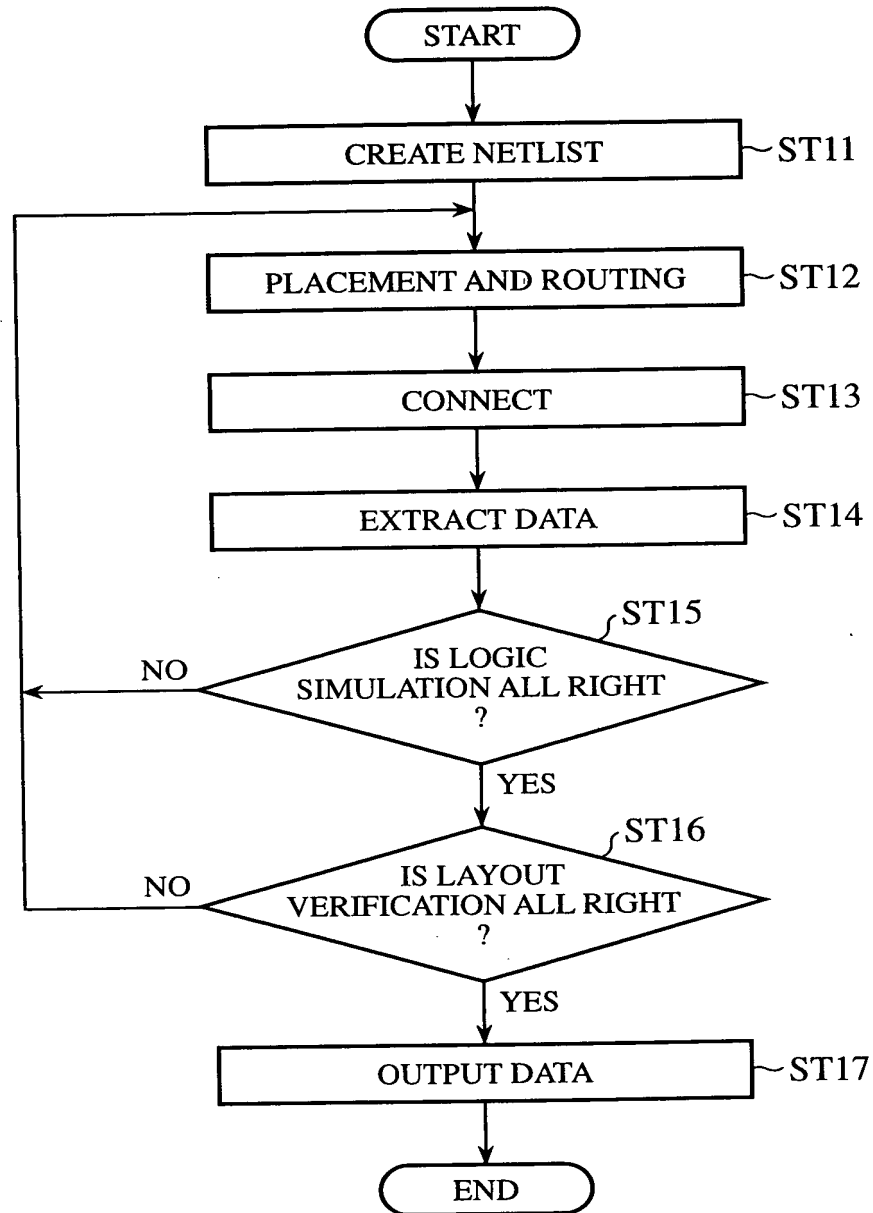 START
CREATE NETLIST
ST11
PLACEMENT AND ROUTING
ST12
CONNECT
ST13
EXTRACT DATA
ST14
ST15
IS LOGIC
SIMULATION ALL RIGHT
?
NO
YES
ST16
IS LAYOUT
VERIFICATION ALL RIGHT
?
NO
YES
OUTPUT DATA
ST17
END